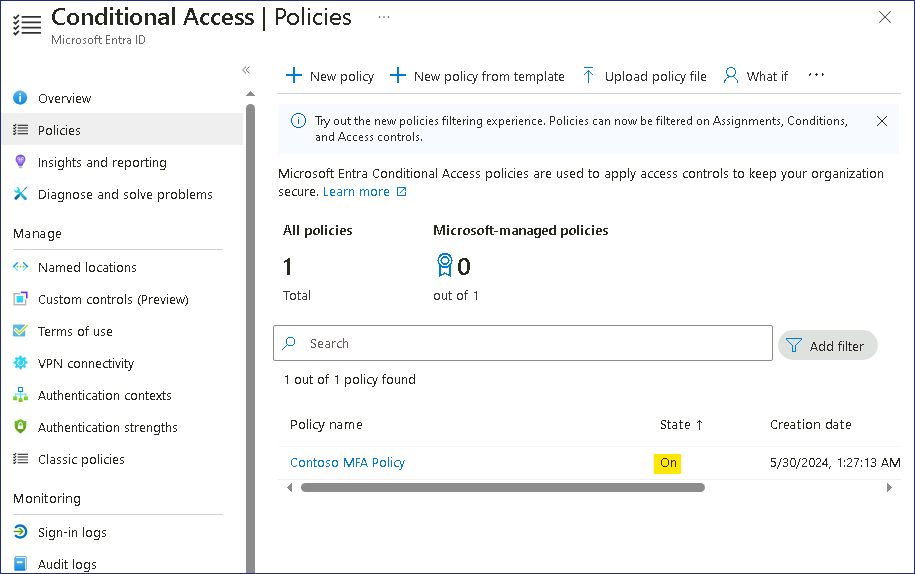 Conditional Access | Policies ...
Microsoft Entra ID
«
Overview
Policies
Insights and reporting
Diagnose and solve problems
Manage
Named locations
Custom controls (Preview)
Terms of use
VPN connectivity
Authentication contexts
Authentication strengths
Classic policies
Monitoring
Sign-in logs
Audit logs
New policy
New policy from template
Upload policy file
What if
...
Try out the new policies filtering experience. Policies can now be filtered on Assignments, Conditions,
and Access controls.
Microsoft Entra Conditional Access policies are used to apply access controls to keep your organization
secure. Learn more
All policies
1
Total
Microsoft-managed policies
0
out of 1
Search
Add filter
1 out of 1 policy found
Policy name State ↑ Creation date
Contoso MFA Policy On 5/30/2024, 1:27:13 AM